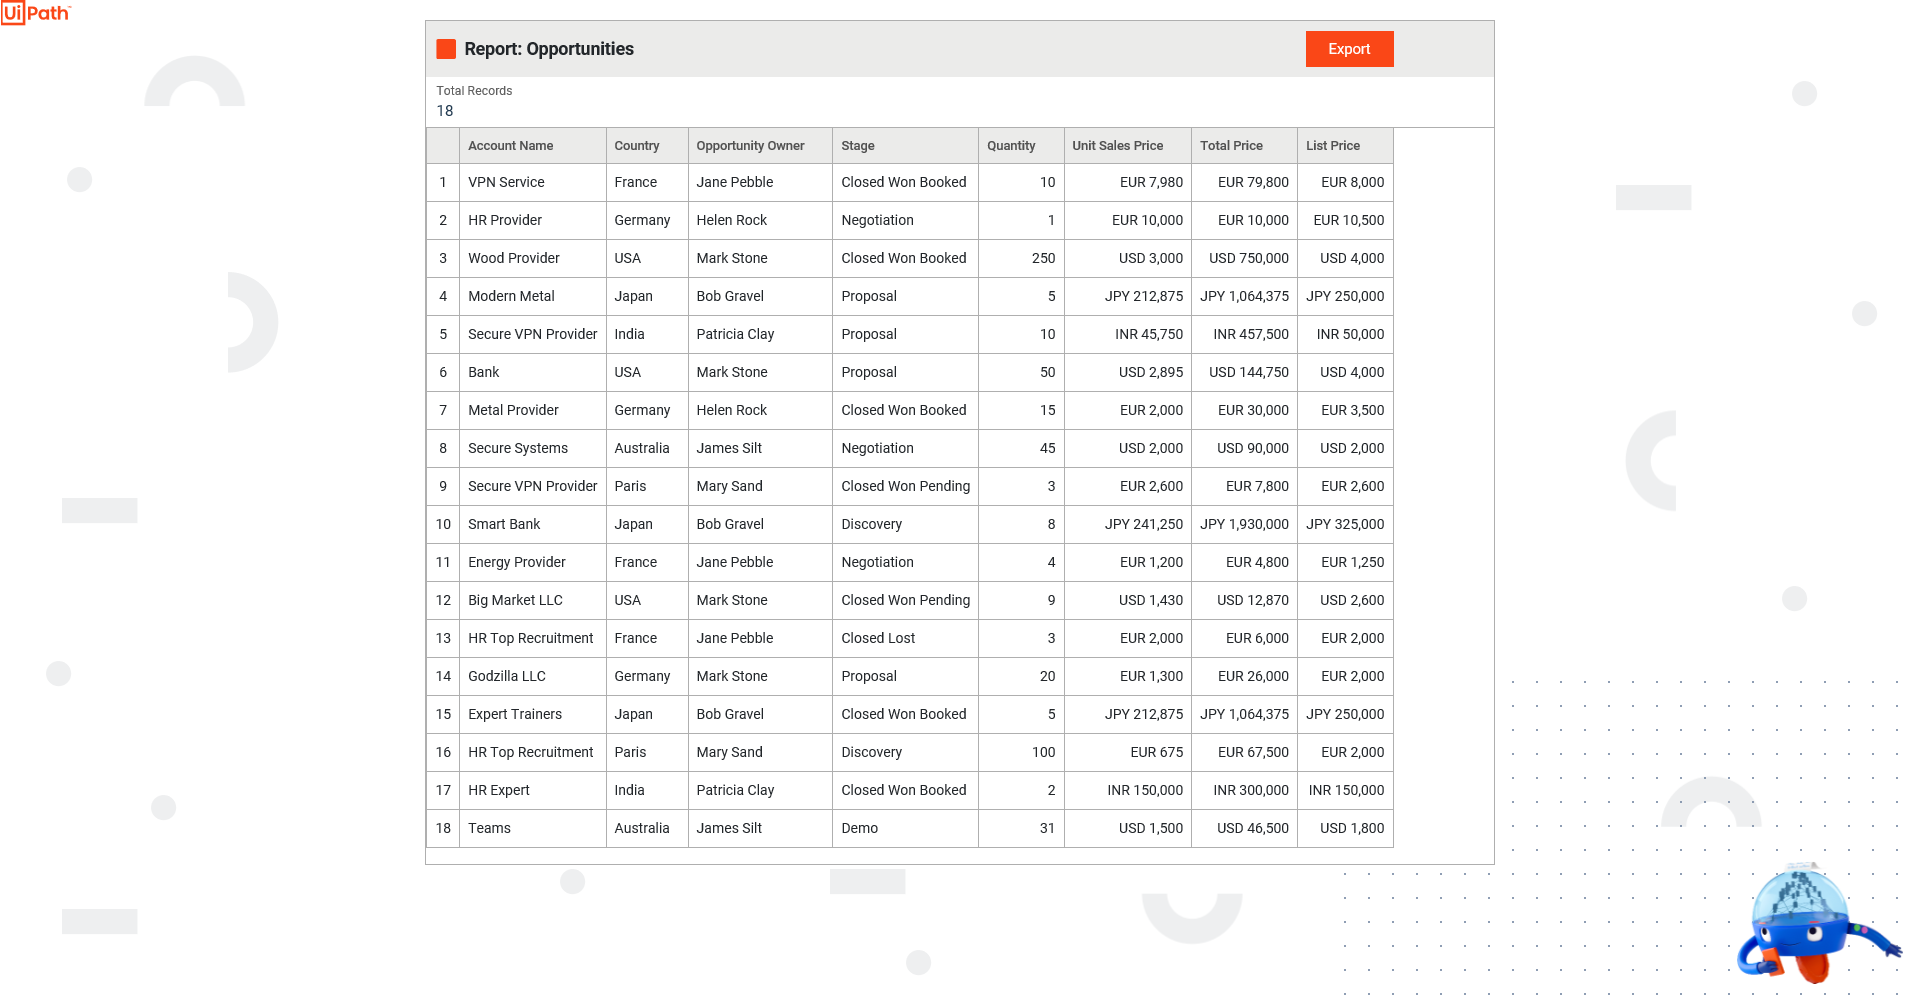 UiPath
Report: Opportunities
Export
Total Records
18
Account Name Country Opportunity Owner Stage Quantity Unit Sales Price Total Price List Price
1 VPN Service France Jane Pebble Closed Won Booked 10 EUR 7,980 EUR 79,800 EUR 8,000
2 HR Provider Germany Helen Rock Negotiation 1 EUR 10,000 EUR 10,000 EUR 10,500
3 Wood Provider USA Mark Stone Closed Won Booked 250 USD 3,000 USD 750,000 USD 4,000
4 Modern Metal Japan Bob Gravel Proposal 5 JPY 212,875 JPY 1,064,375 JPY 250,000
5 Secure VPN Provider India Patricia Clay Proposal 10 INR 45,750 INR 457,500 INR 50,000
6 Bank USA Mark Stone Proposal 50 USD 2,895 USD 144,750 USD 4,000
7 Metal Provider Germany Helen Rock Closed Won Booked 15 EUR 2,000 EUR 30,000 EUR 3,500
8 Secure Systems Australia James Silt Negotiation 45 USD 2,000 USD 90,000 USD 2,000
9 Secure VPN Provider Paris Mary Sand Closed Won Pending 3 EUR 2,600 EUR 7,800 EUR 2,600
10 Smart Bank Japan Bob Gravel Discovery 8 JPY 241,250 JPY 1,930,000 JPY 325,000
11 Energy Provider France Jane Pebble Negotiation 4 EUR 1,200 EUR 4,800 EUR 1,250
12 Big Market LLC USA Mark Stone Closed Won Pending 9 USD 1,430 USD 12,870 USD 2,600
13 HR Top Recruitment France Jane Pebble Closed Lost 3 EUR 2,000 EUR 6,000 EUR 2,000
14 Godzilla LLC Germany Mark Stone Proposal 20 EUR 1,300 EUR 26,000 EUR 2,000
15 Expert Trainers Japan Bob Gravel Closed Won Booked 5 JPY 212,875 JPY 1,064,375 JPY 250,000
16 HR Top Recruitment Paris Mary Sand Discovery 100 EUR 675 EUR 67,500 EUR 2,000
17 HR Expert India Patricia Clay Closed Won Booked 2 INR 150,000 INR 300,000 INR 150,000
18 Teams Australia James Silt Demo 31 USD 1,500 USD 46,500 USD 1,800